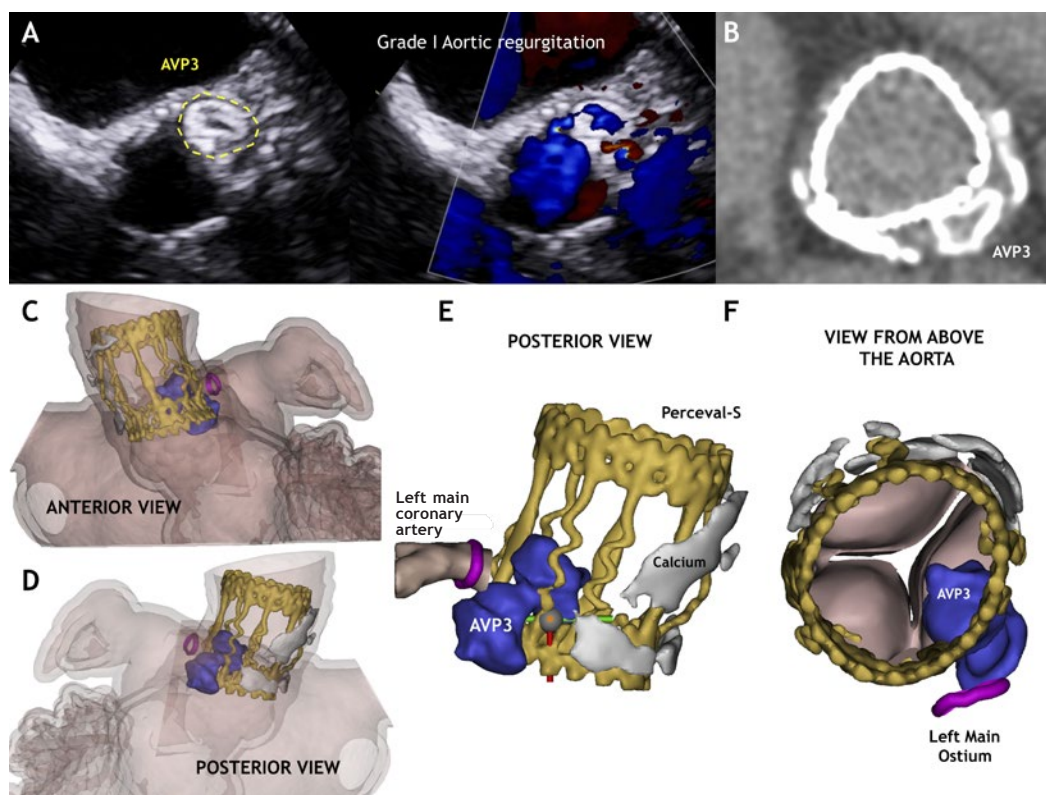 A
AVP3
Grade I Aortic regurgitation
B
AVP3
C
ANTERIOR VIEW
D
POSTERIOR VIEW
E
POSTERIOR VIEW
Perceval-S
Left main
coronary
artery
Calcium
AVP3
F
VIEW FROM ABOVE
THE AORTA
AVP3
Left Main
Ostium